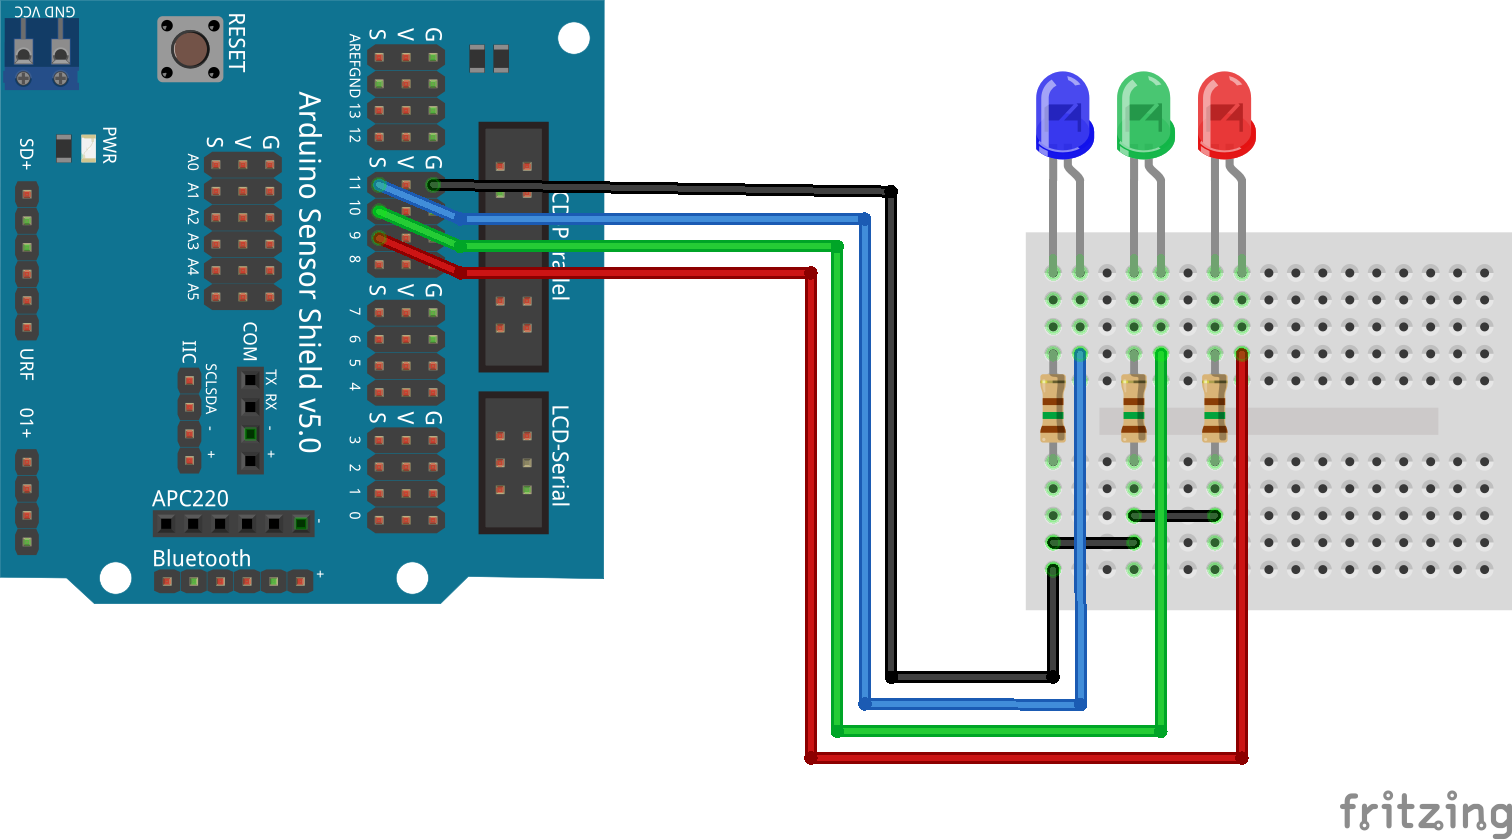 GND VCC
RESET
PWR
SD+
URF
01+
S V G
A0
A1
A2
A3
A4
A5
S V G
AREF
GND
13
12
S V G
11
10
9
8
S V G
7
6
5
4
S V G
3
2
1
0
Arduino Sensor Shield v5.0
COM
TX
RX
-
+
IIC
SCL
SDA
-
+
APC220
-
Bluetooth
+
LCD-Serial
fritzing